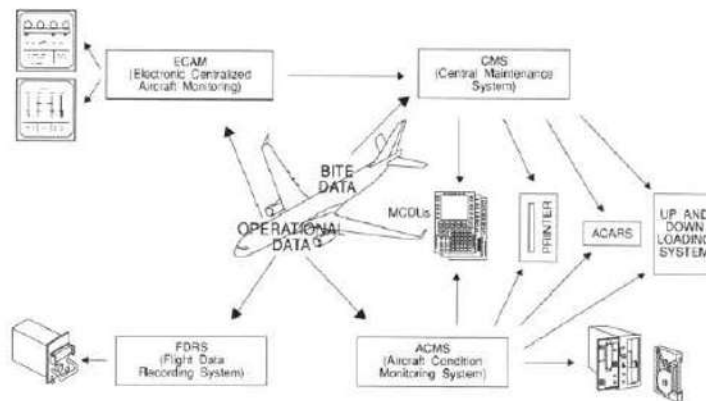 ECAM
(Electronic Centralized
Aircraft Monitoring)
CMS
(Central Maintenance
System)
BITE
DATA
OPERATIONAL
DATA
MCDUs
PRINTER
ACARS
UP AND
DOWN
LOADING
SYSTEM
FDRS
(Flight Data
Recording System)
ACMS
(Aircraft Condition
Monitoring System)